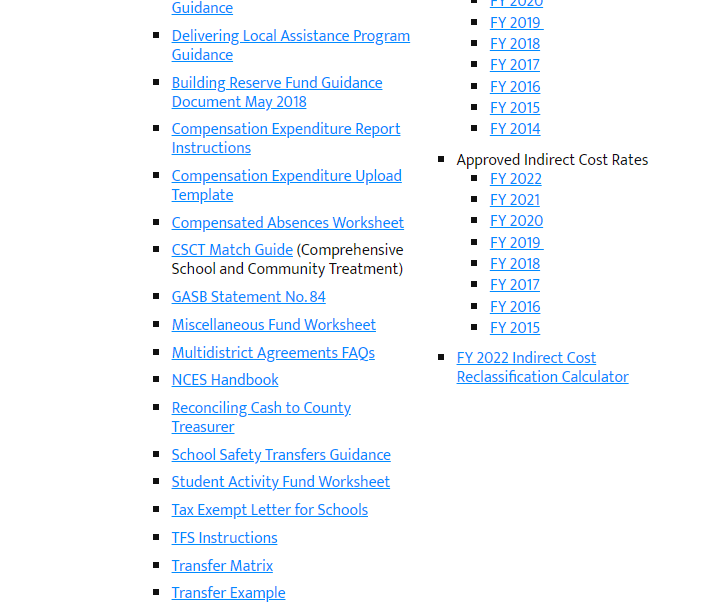 Guidance
Delivering Local Assistance Program
Guidance
Building Reserve Fund Guidance
Document May 2018
Compensation Expenditure Report
Instructions
Compensation Expenditure Upload
Template
Compensated Absences Worksheet
CSCT Match Guide (Comprehensive
School and Community Treatment)
GASB Statement No. 84
Miscellaneous Fund Worksheet
Multidistrict Agreements FAQs
NCES Handbook
Reconciling Cash to County
Treasurer
School Safety Transfers Guidance
Student Activity Fund Worksheet
Tax Exempt Letter for Schools
TFS Instructions
Transfer Matrix
Transfer Example
FY 2020
FY 2019
FY 2018
FY 2017
FY 2016
FY 2015
FY 2014
Approved Indirect Cost Rates
FY 2022
FY 2021
FY 2020
FY 2019
FY 2018
FY 2017
FY 2016
FY 2015
FY 2022 Indirect Cost
Reclassification Calculator